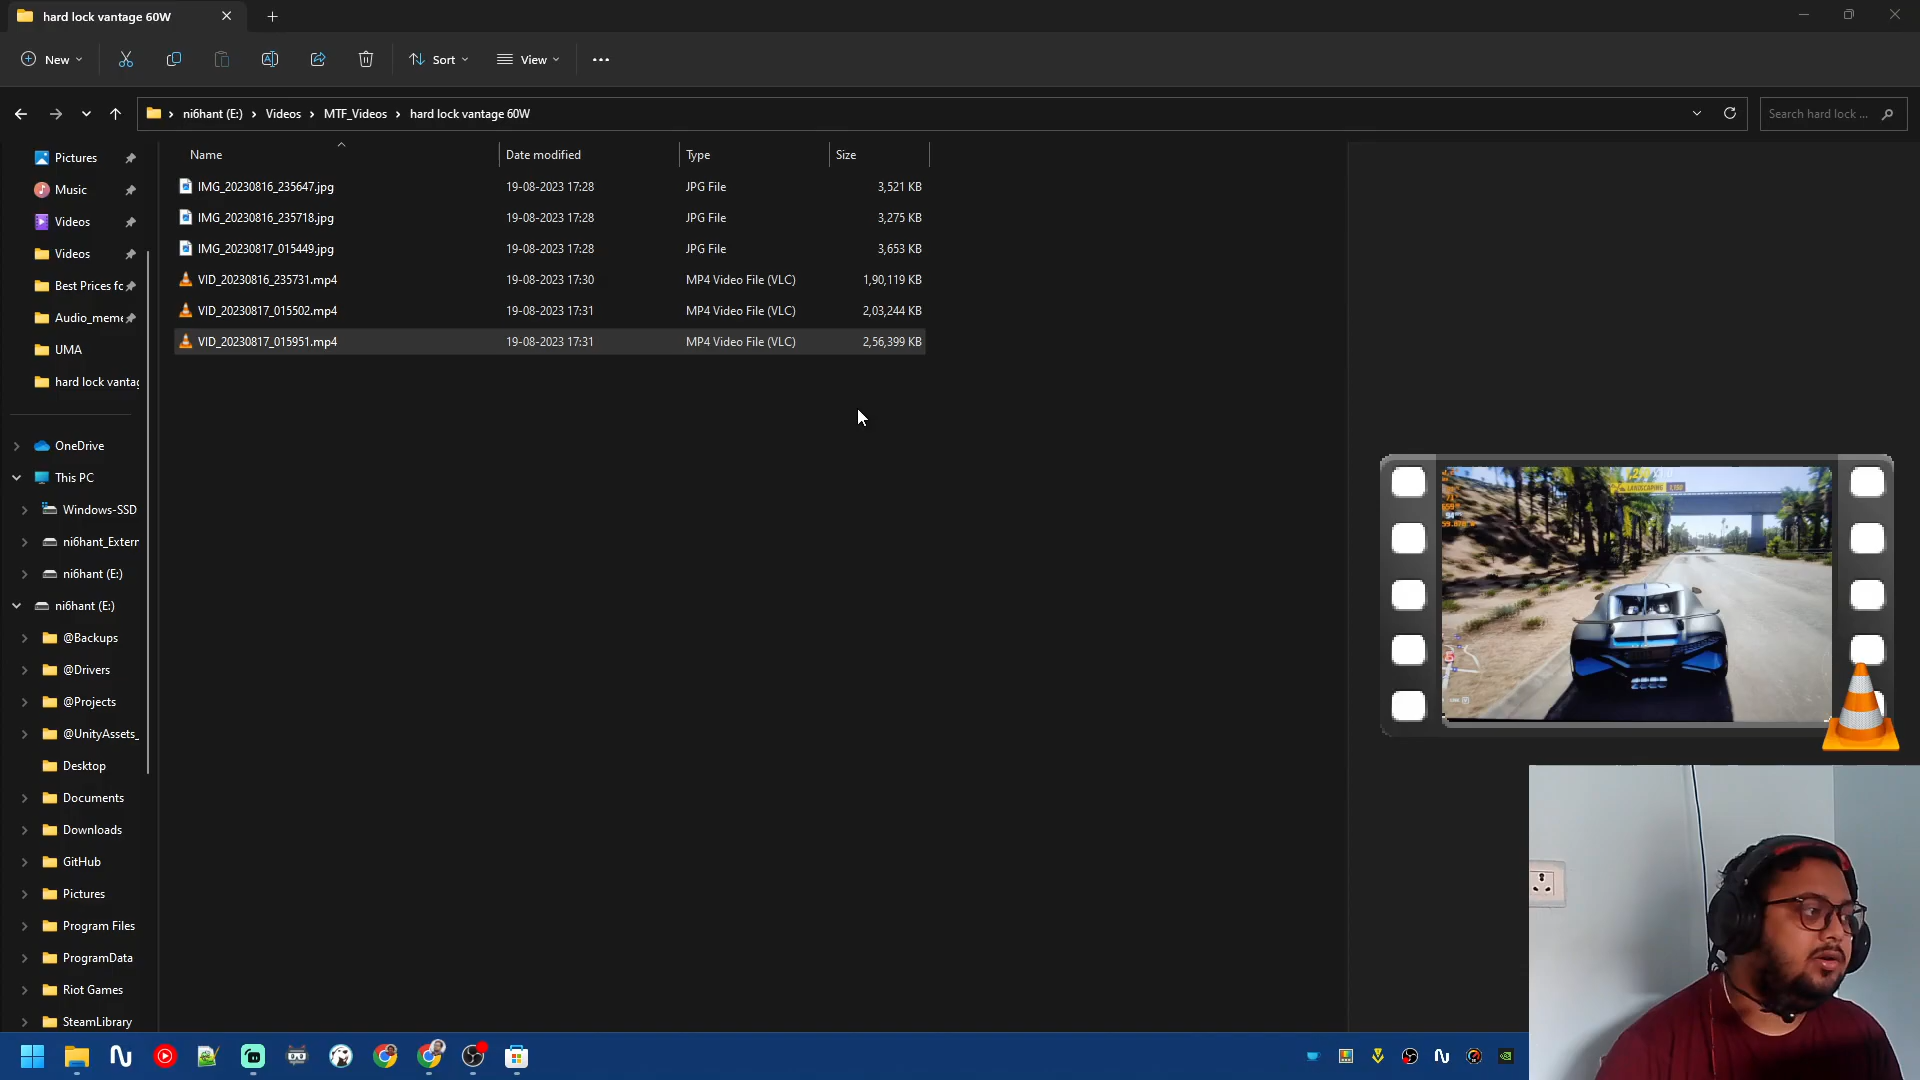 hard lock vantage 60W
New
Sort
View
ni6hant (E:) > Videos > MTF_Videos > hard lock vantage 60W
Search hard lock ...
Name Date modified Type Size
IMG_20230816_235647.jpg 19-08-2023 17:28 JPG File 3,521 KB
IMG_20230816_235718.jpg 19-08-2023 17:28 JPG File 3,275 KB
IMG_20230817_015449.jpg 19-08-2023 17:28 JPG File 3,653 KB
VID_20230816_235731.mp4 19-08-2023 17:30 MP4 Video File (VLC) 1,90,119 KB
VID_20230817_015502.mp4 19-08-2023 17:31 MP4 Video File (VLC) 2,03,244 KB
VID_20230817_015951.mp4 19-08-2023 17:31 MP4 Video File (VLC) 2,56,399 KB
Pictures
Music
Videos
Videos
Best Prices fo
Audio_meme
UMA
hard lock vantag
OneDrive
This PC
Windows-SSD
ni6hant_Extern
ni6hant (E:)
ni6hant (E:)
@Backups
@Drivers
@Projects
@UnityAssets_
Desktop
Documents
Downloads
GitHub
Pictures
Program Files
ProgramData
Riot Games
SteamLibrary
LANDSCAPING